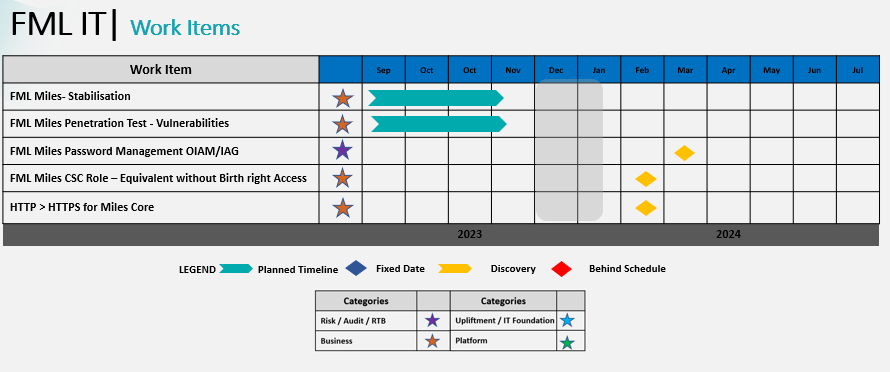 FML IT| Work Items
Work Item Sep Oct Oct Nov Dec Jan Feb Mar Apr May Jun Jul
FML Miles- Stabilisation
FML Miles Penetration Test - Vulnerabilities
FML Miles Password Management OIAM/IAG
FML Miles CSC Role – Equivalent without Birth right Access
HTTP > HTTPS for Miles Core
2023 2024
LEGEND Planned Timeline Fixed Date Discovery Behind Schedule
Categories Categories
Risk / Audit / RTB Upliftment / IT Foundation
Business Platform